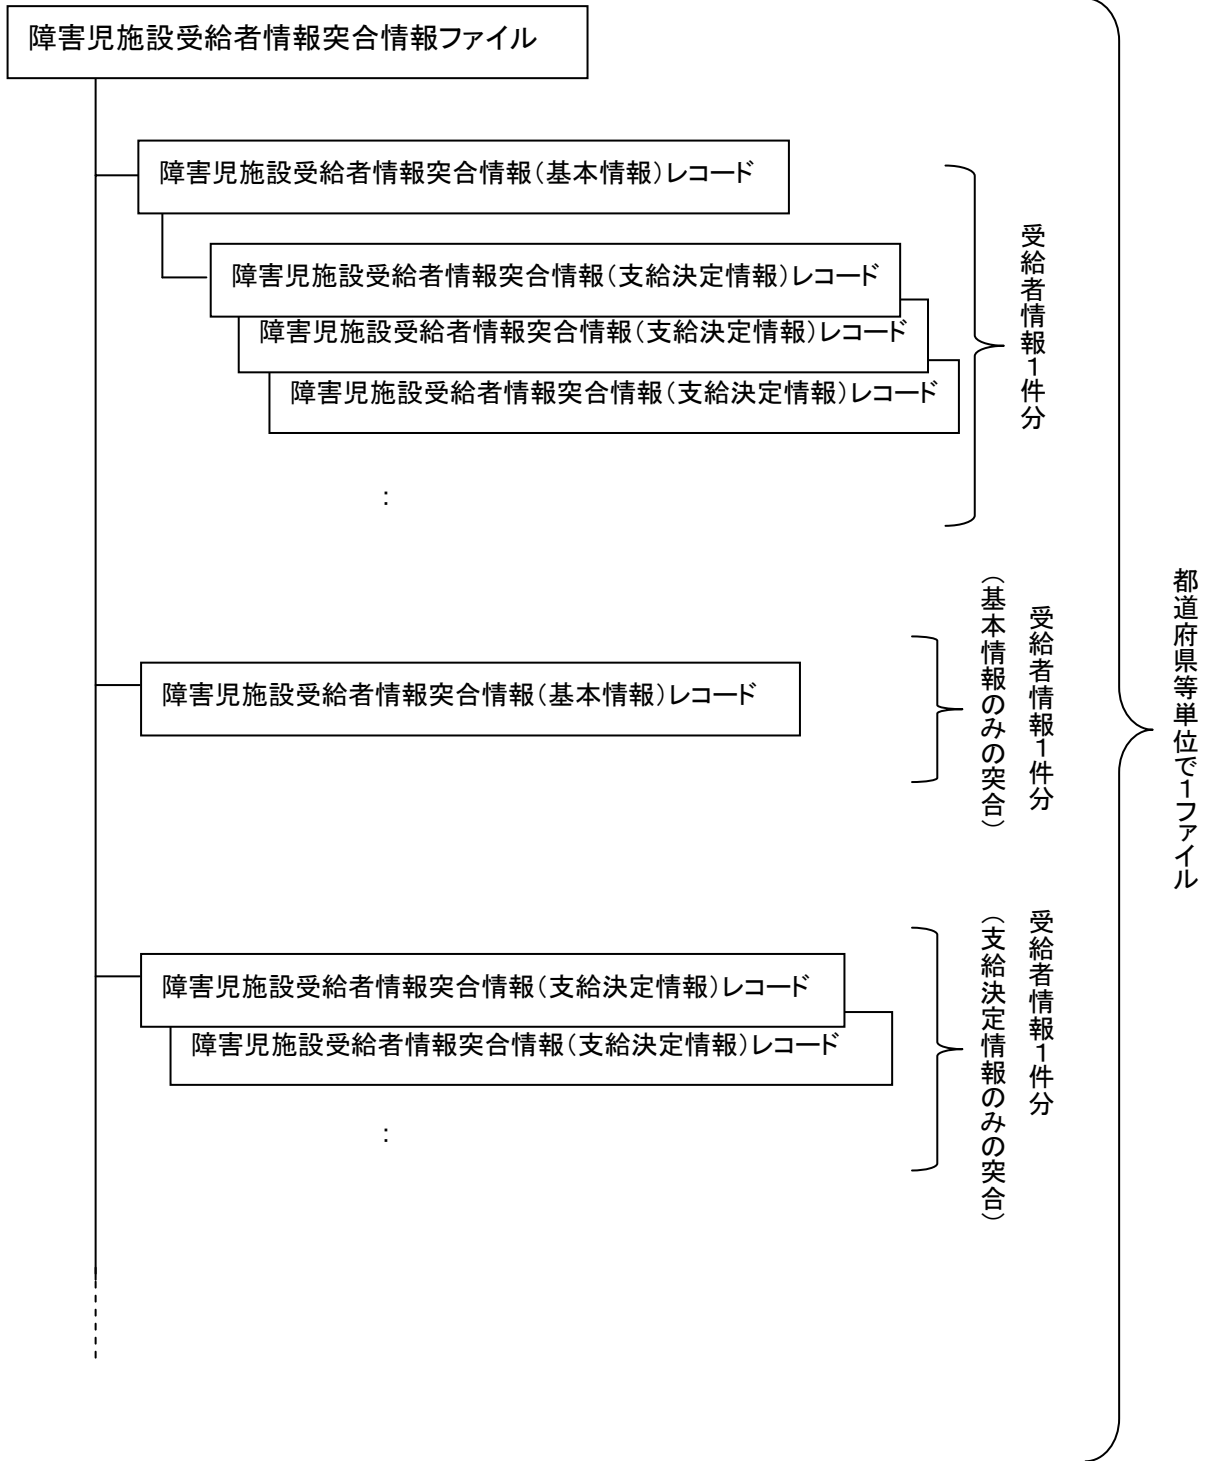 障害児施設受給者情報突合情報ファイル
障害児施設受給者情報突合情報（基本情報）レコード
障害児施設受給者情報突合情報（支給決定情報）レコード
障害児施設受給者情報突合情報（支給決定情報）レコード
障害児施設受給者情報突合情報（支給決定情報）レコード
：
受給者情報１件分
障害児施設受給者情報突合情報（基本情報）レコード
受給者情報１件分
（基本情報のみの突合）
障害児施設受給者情報突合情報（支給決定情報）レコード
障害児施設受給者情報突合情報（支給決定情報）レコード
：
受給者情報１件分
（支給決定情報のみの突合）
都道府県等単位で１ファイル